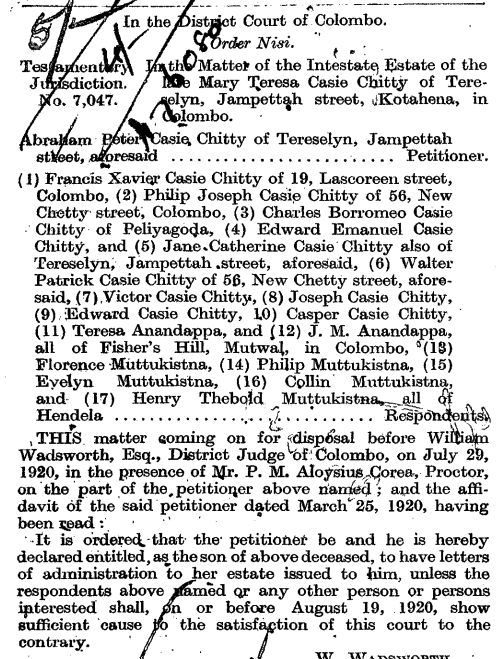 In the District Court of Colombo.
Order Nisi.
Testamentary In the Matter of the Intestate Estate of the
Jurisdiction. late Mary Teresa Casie Chitty of Tere-
No. 7,047. selyn, Jampettah street, Kotahena, in
Colombo.
Abraham Peter Casie Chitty of Tereselyn, Jampettah
street, aforesaid .............................. Petitioner.
(1) Francis Xavier Casie Chitty of 19, Lascoreen street,
Colombo, (2) Philip Joseph Casie Chitty of 56, New
Chetty street, Colombo, (3) Charles Borromeo Casie
Chitty of Peliyagoda, (4) Edward Emanuel Casie
Chitty, and (5) Jane Catherine Casie Chitty also of
Tereselyn, Jampettah street, aforesaid, (6) Walter
Patrick Casie Chitty of 56, New Chetty street, afore-
said, (7) Victor Casie Chitty, (8) Joseph Casie Chitty,
(9) Edward Casie Chitty, 10) Casper Casie Chitty,
(11) Teresa Anandappa, and (12) J. M. Anandappa,
all of Fisher's Hill, Mutwal, in Colombo, (13)
Florence Muttukistna, (14) Philip Muttukistna, (15)
Evelyn Muttukistna, (16) Collin Muttukistna,
and (17) Henry Thebold Muttukistna, all of
Hendela .................................. Respondents.
THIS matter coming on for disposal before William
Wadsworth, Esq., District Judge of Colombo, on July 29,
1920, in the presence of Mr. P. M. Aloysius Corea, Proctor,
on the part of the petitioner above named; and the affi-
davit of the said petitioner dated March 25, 1920, having
been read:
It is ordered that the petitioner be and he is hereby
declared entitled, as the son of above deceased, to have letters
of administration to her estate issued to him, unless the
respondents above named or any other person or persons
interested shall, on or before August 19, 1920, show
sufficient cause to the satisfaction of this court to the
contrary.
W. WADSWORTH